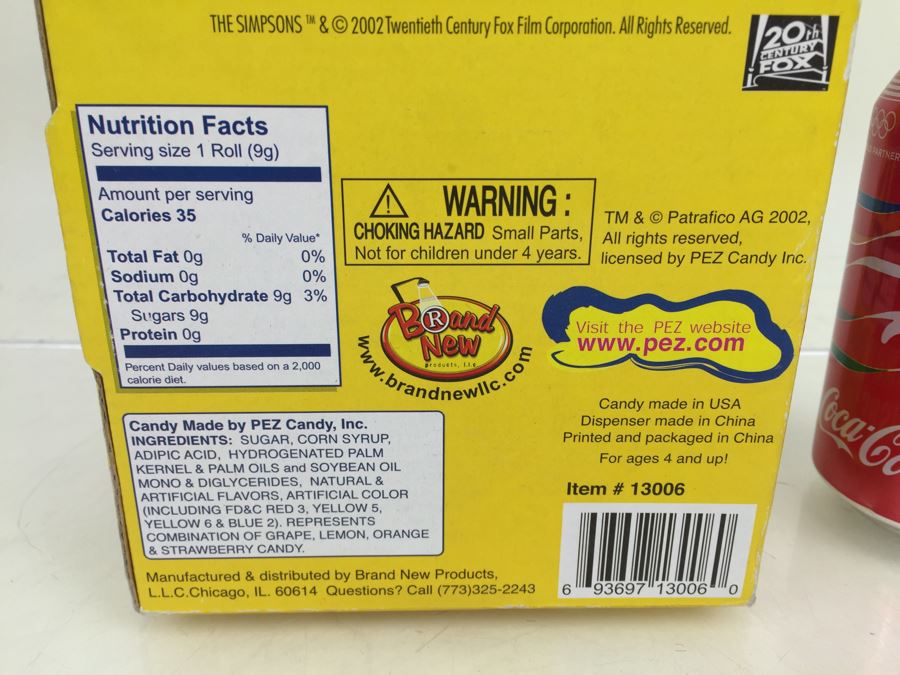 THE SIMPSONS ™ & © 2002 Twentieth Century Fox Film Corporation. All Rights Reserved.
20th
CENTURY
FOX
Nutrition Facts
Serving size 1 Roll (9g)
Amount per serving
Calories 35
% Daily Value*
Total Fat 0g 0%
Sodium 0g 0%
Total Carbohydrate 9g 3%
Sugars 9g
Protein 0g
Percent Daily values based on a 2,000
calorie diet.
WARNING :
CHOKING HAZARD Small Parts,
Not for children under 4 years.
TM & © Patrafico AG 2002,
All rights reserved,
licensed by PEZ Candy Inc.
Brand
New
products, llc
www.brandnewllc.com
Visit the PEZ website
www.pez.com
Candy made in USA
Dispenser made in China
Printed and packaged in China
For ages 4 and up!
Item # 13006
6 93697 13006 0
Candy Made by PEZ Candy, Inc.
INGREDIENTS: SUGAR, CORN SYRUP,
ADIPIC ACID, HYDROGENATED PALM
KERNEL & PALM OILS and SOYBEAN OIL
MONO & DIGLYCERIDES, NATURAL &
ARTIFICIAL FLAVORS, ARTIFICIAL COLOR
(INCLUDING FD&C RED 3, YELLOW 5,
YELLOW 6 & BLUE 2). REPRESENTS
COMBINATION OF GRAPE, LEMON, ORANGE
& STRAWBERRY CANDY.
Manufactured & distributed by Brand New Products,
L.L.C.Chicago, IL. 60614 Questions? Call (773)325-2243
PARTNER
Coca-Co